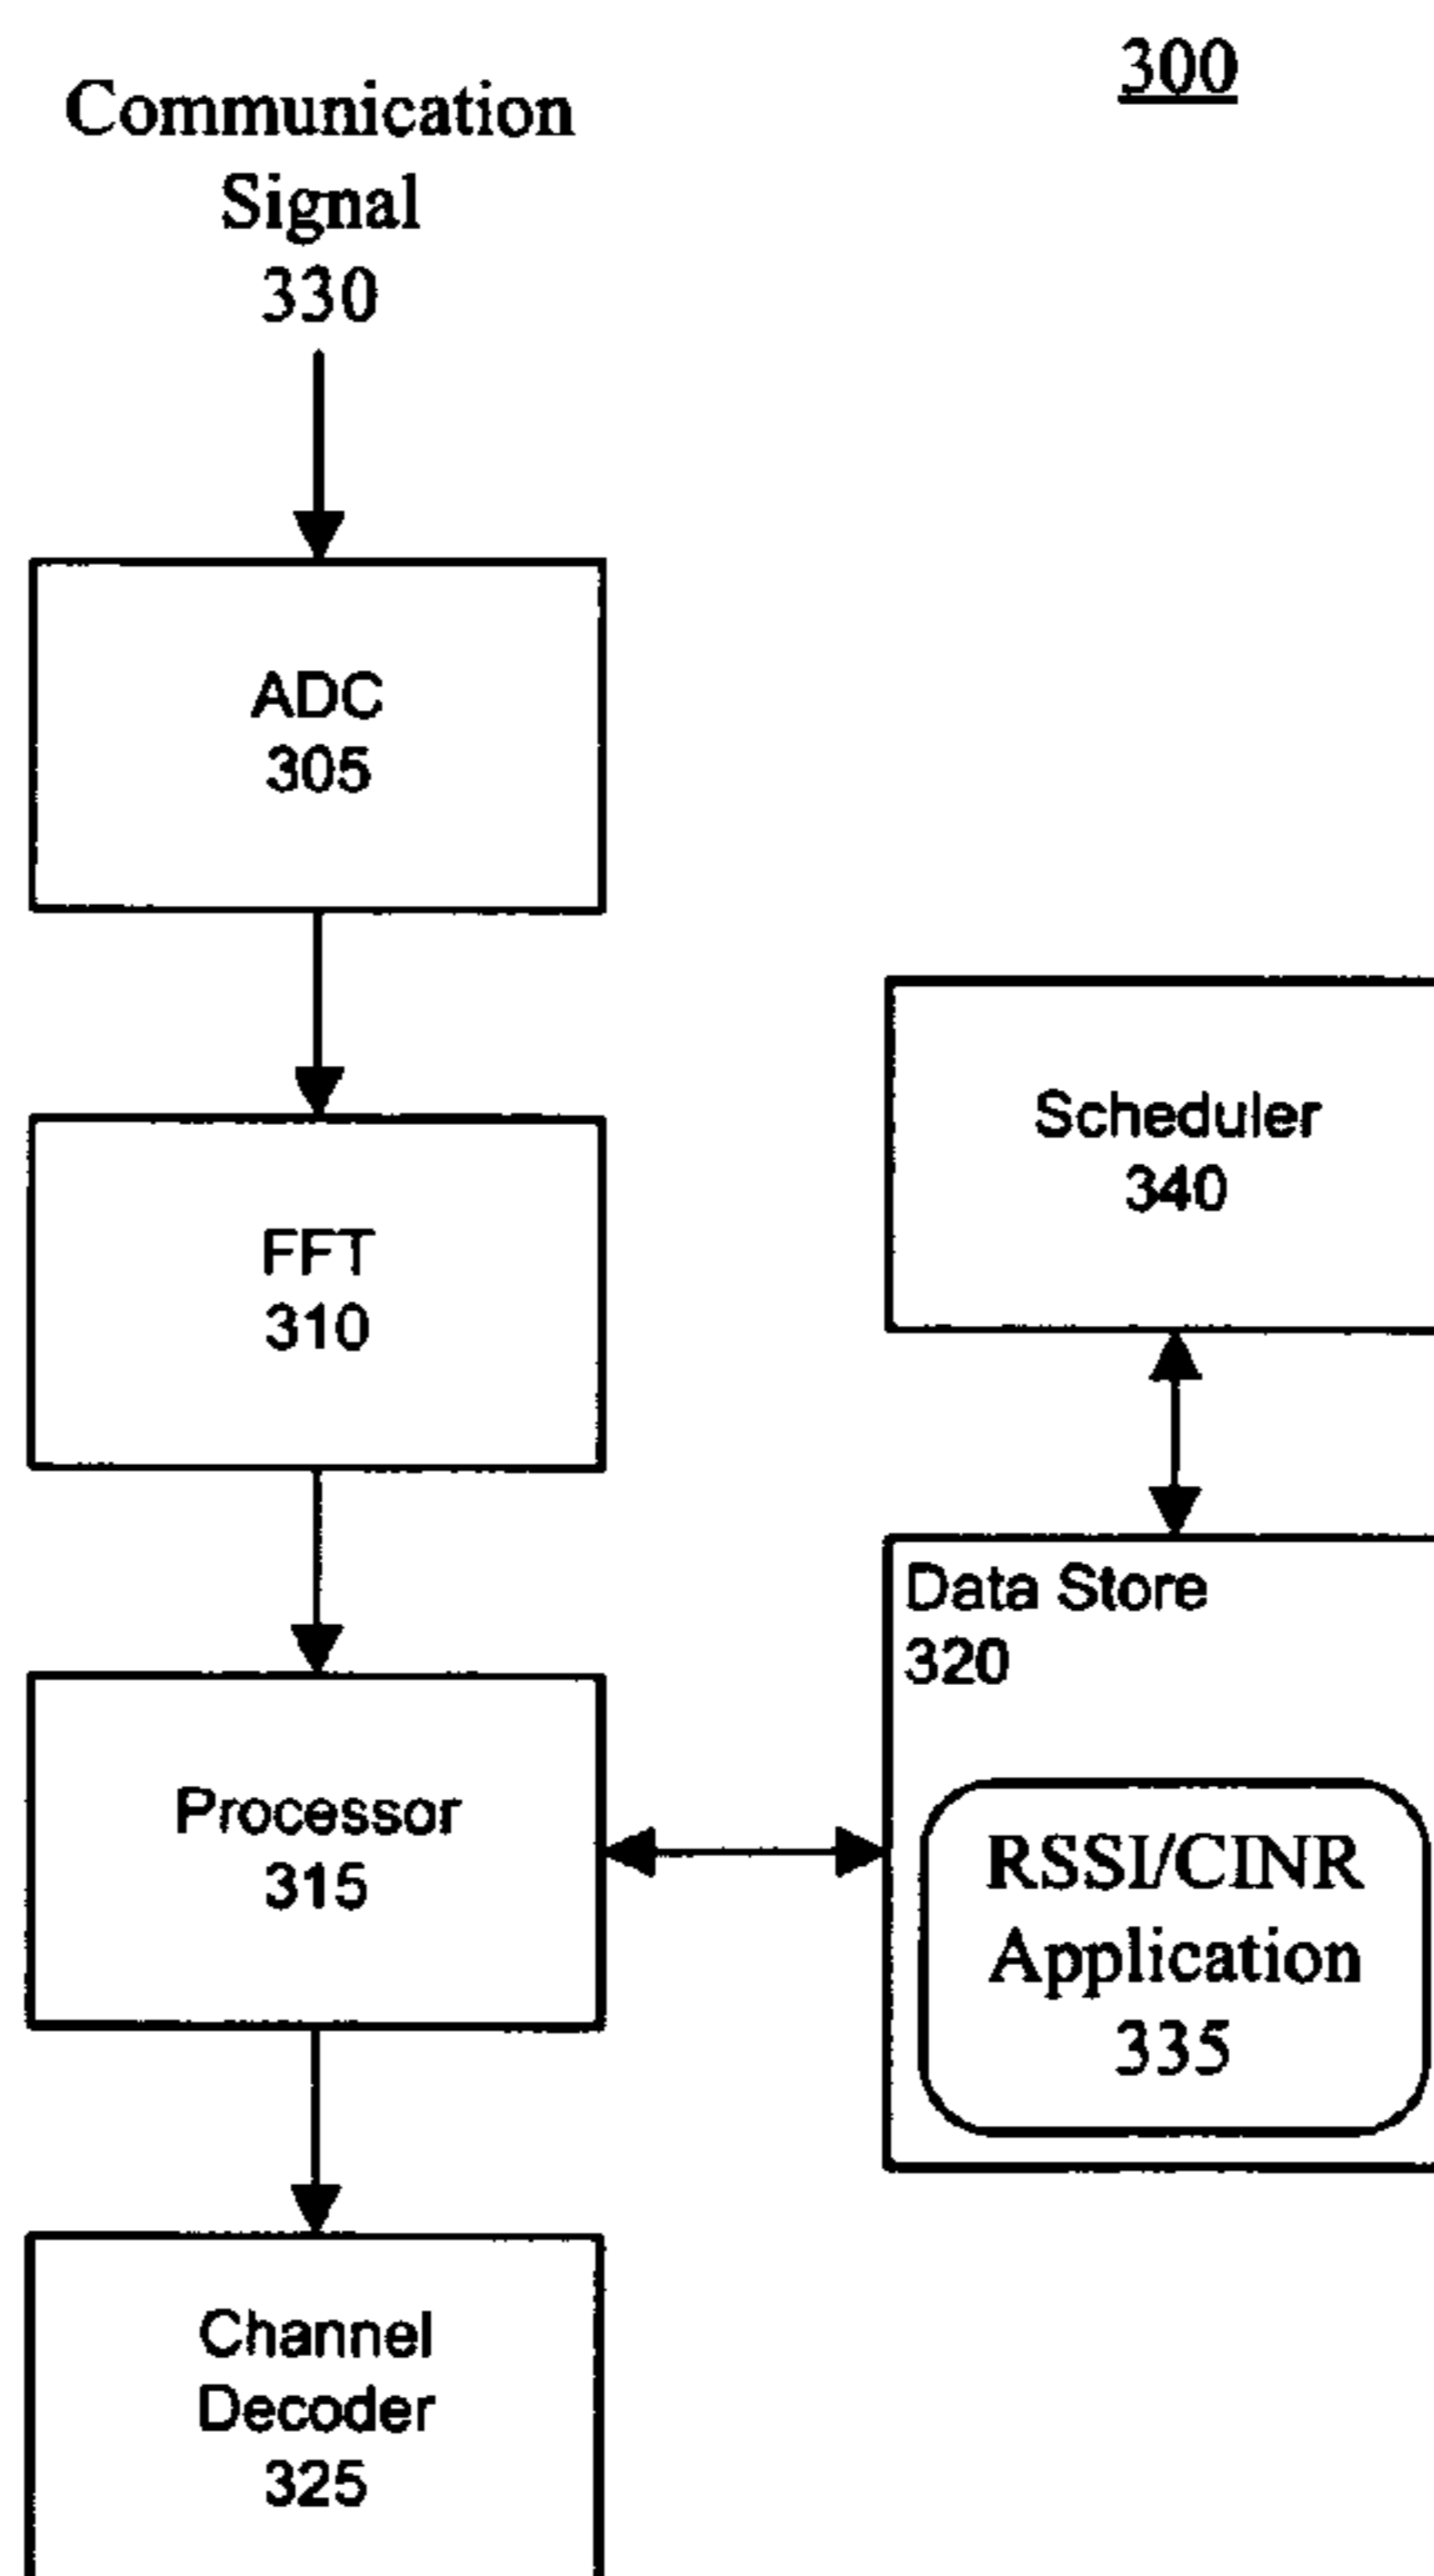 300
Communication
Signal
330
ADC
305
FFT
310
Scheduler
340
Data Store
320
Processor
315
RSSI/CINR
Application
335
Channel
Decoder
325